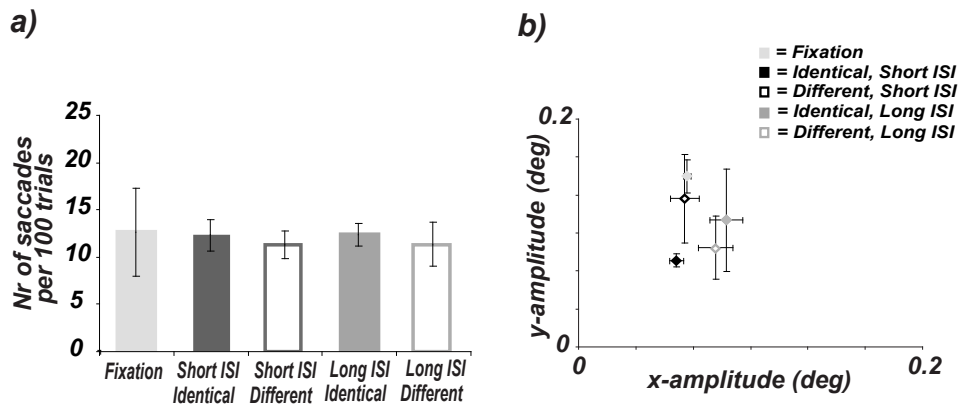 a)
Nr of saccades
per 100 trials
25
20
15
10
5
0
Fixation
Short ISI
Identical
Short ISI
Different
Long ISI
Identical
Long ISI
Different
b)
= Fixation
= Identical, Short ISI
= Different, Short ISI
= Identical, Long ISI
= Different, Long ISI
y-amplitude (deg)
0.2
0
0
0.2
x-amplitude (deg)